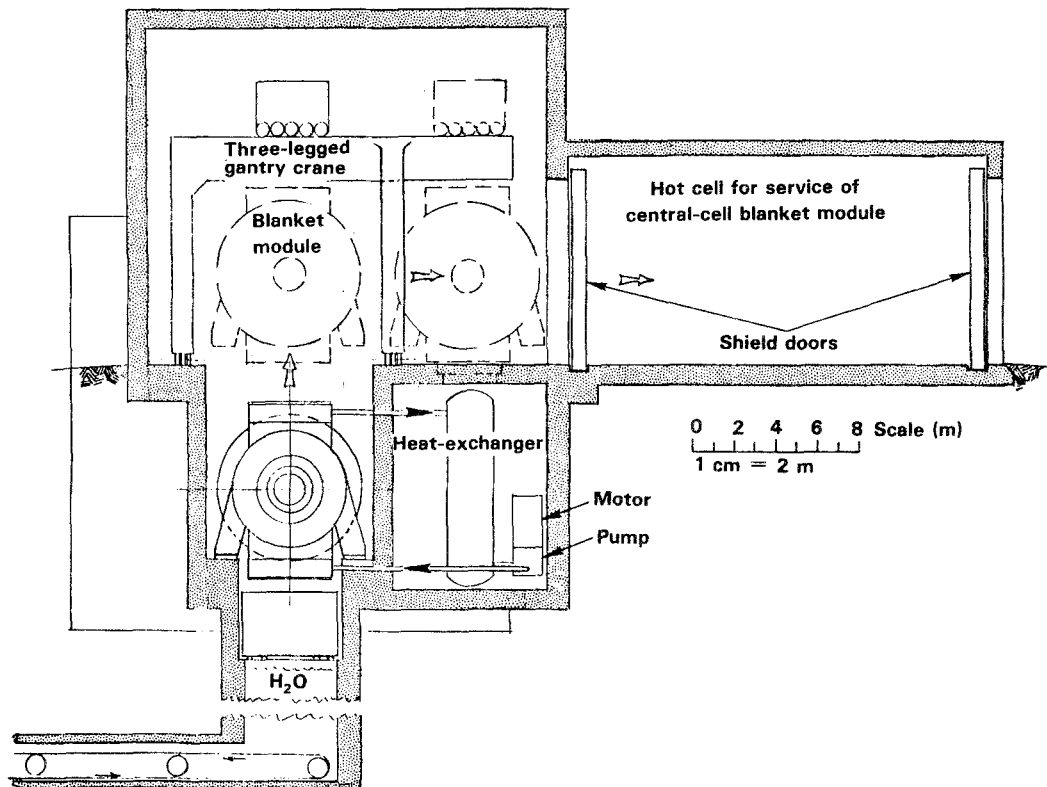 Three-legged
gantry crane
Blanket
module
Hot cell for service of
central-cell blanket module
Shield doors
Heat-exchanger
0 2 4 6 8 Scale (m)
1 cm = 2 m
Motor
Pump
H₂O